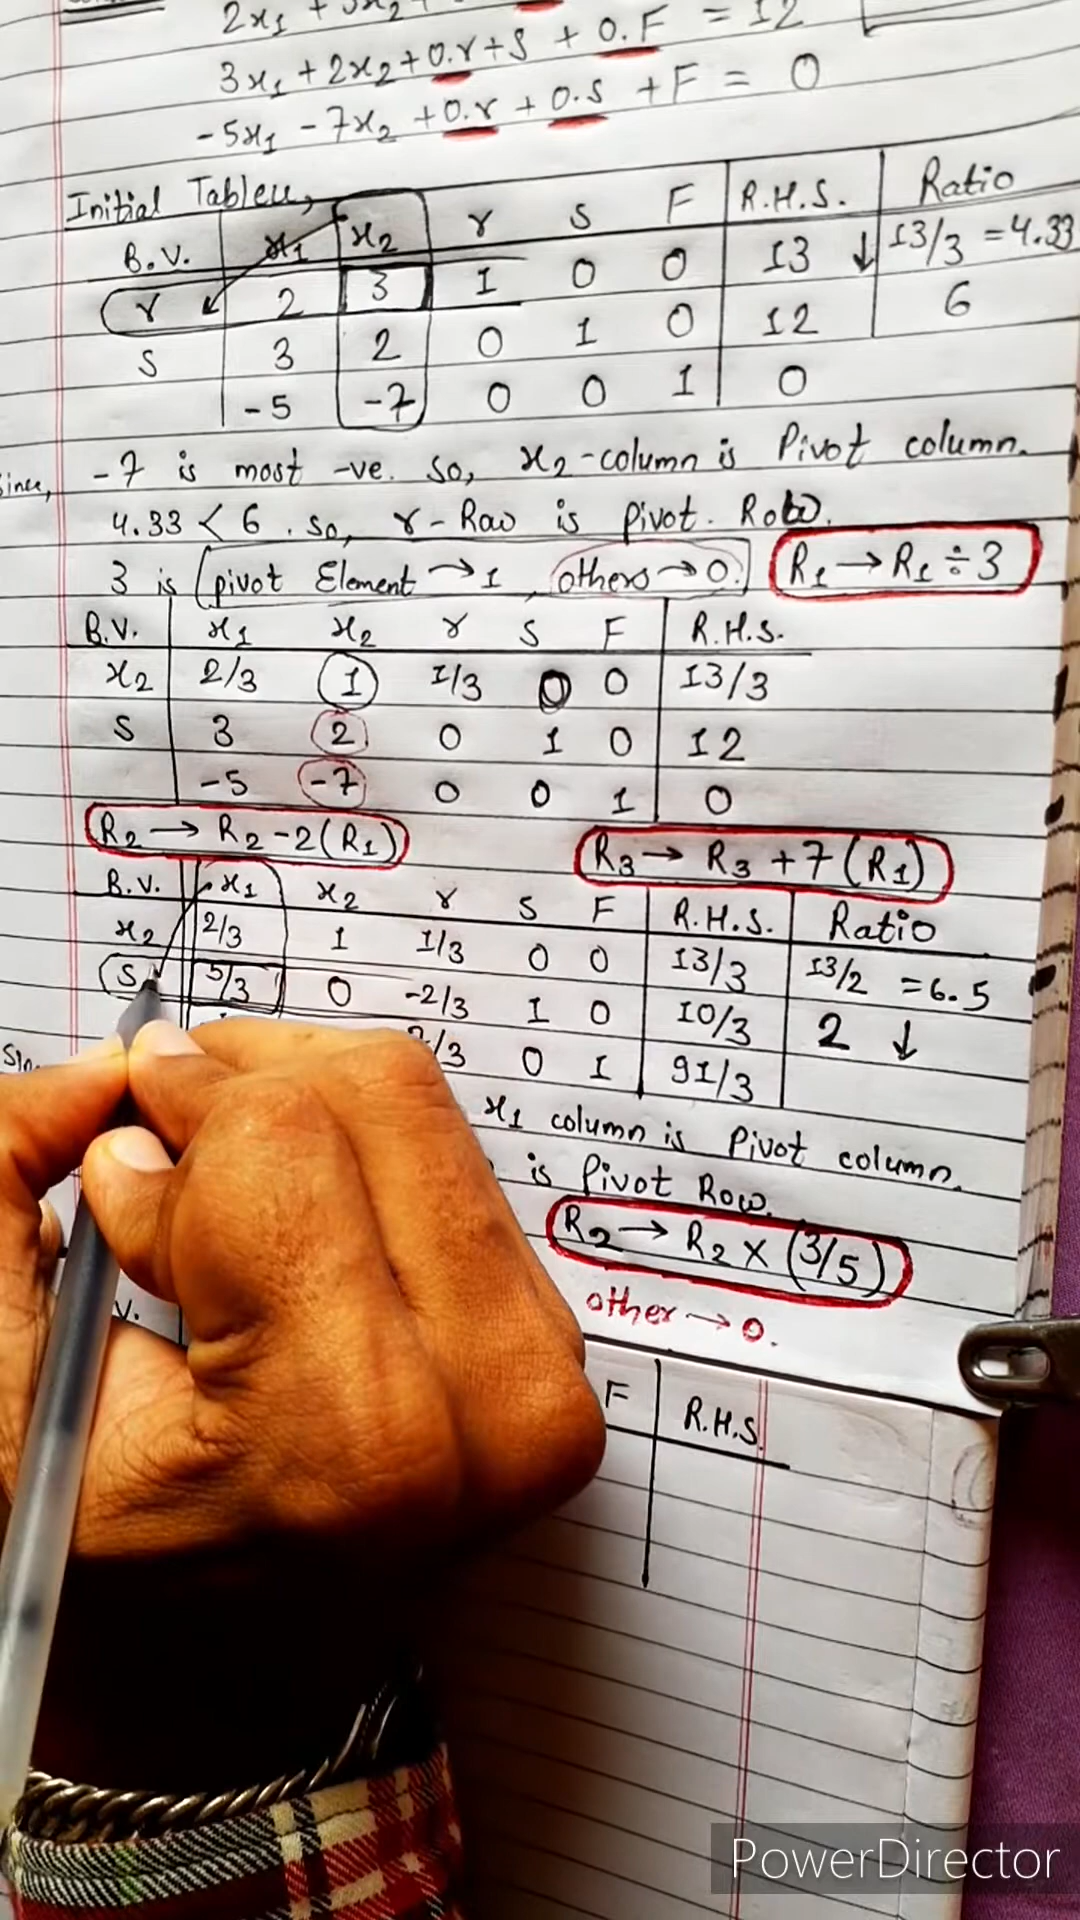 2x1 +
= 12
3x1 + 2x2 + 0.r + s + 0.F
-5x1 - 7x2 + 0.r + 0.s + F = 0
Initial Tableu,
B.V. x1 x2 r s F R.H.S. Ratio
r 2 3 1 0 0 13 ↓ 13/3 = 4.33
s 3 2 0 1 0 12 6
-5 -7 0 0 1 0
Since, -7 is most -ve. so, x2-column is Pivot column.
4.33 < 6 . so, r-Row is pivot. Row.
3 is pivot Element → 1, others → 0. R1 → R1 ÷ 3
B.V. x1 x2 r s F R.H.S.
x2 2/3 1 1/3 0 0 13/3
s 3 2 0 1 0 12
-5 -7 0 0 1 0
R2 → R2 - 2(R1) R3 → R3 + 7(R1)
B.V. x1 x2 r s F R.H.S. Ratio
x2 2/3 1 1/3 0 0 13/3 13/2 = 6.5
s 5/3 0 -2/3 1 0 10/3 2 ↓
/3 0 1 91/3
x1 column is Pivot column.
is Pivot Row.
R2 → R2 x (3/5)
other → 0.
V. F R.H.S.
PowerDirector